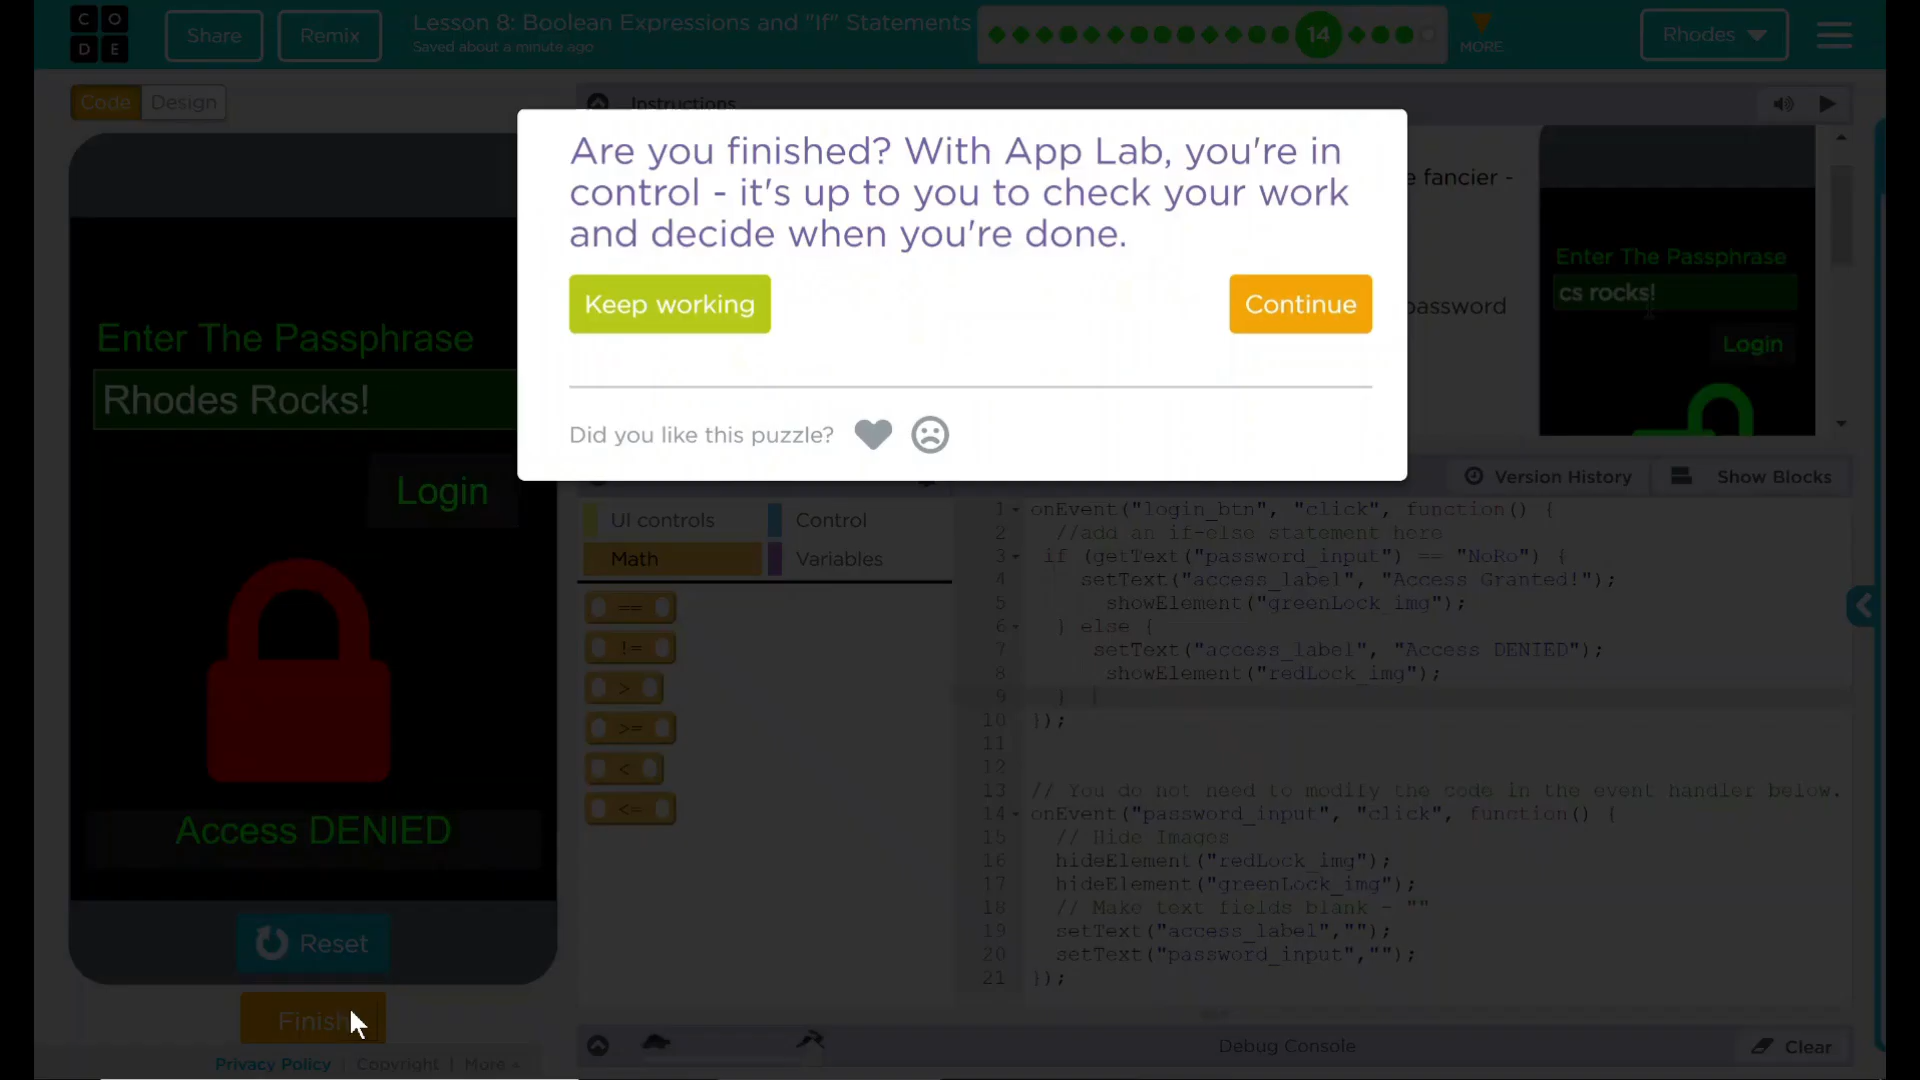 CO
DE
Share
Remix
Lesson 8: Boolean Expressions and "If" Statements
Saved about a minute ago
14
MORE
Rhodes
Code
Design
Instructions
Are you finished? With App Lab, you're in
control - it's up to you to check your work
and decide when you're done.
Keep working
Continue
Did you like this puzzle?
e fancier -
password
Enter The Passphrase
cs rocks!
Login
Enter The Passphrase
Rhodes Rocks!
Login
Access DENIED
Reset
Finish
Privacy Policy | Copyright | More
Version History
Show Blocks
UI controls
Control
Math
Variables
==
!=
>
>=
<
<=
1 onEvent("login_btn", "click", function() {
2 //add an if-else statement here
3 if (getText("password_input") == "NoRo") {
4 setText("access_label", "Access Granted!");
5 showElement("greenLock_img");
6 } else {
7 setText("access_label", "Access DENIED");
8 showElement("redLock_img");
9 }
10 });
11
12
13 // You do not need to modify the code in the event handler below.
14 onEvent("password_input", "click", function() {
15 // Hide Images
16 hideElement("redLock_img");
17 hideElement("greenLock_img");
18 // Make text fields blank - ""
19 setText("access_label","");
20 setText("password_input","");
21 });
Debug Console
Clear